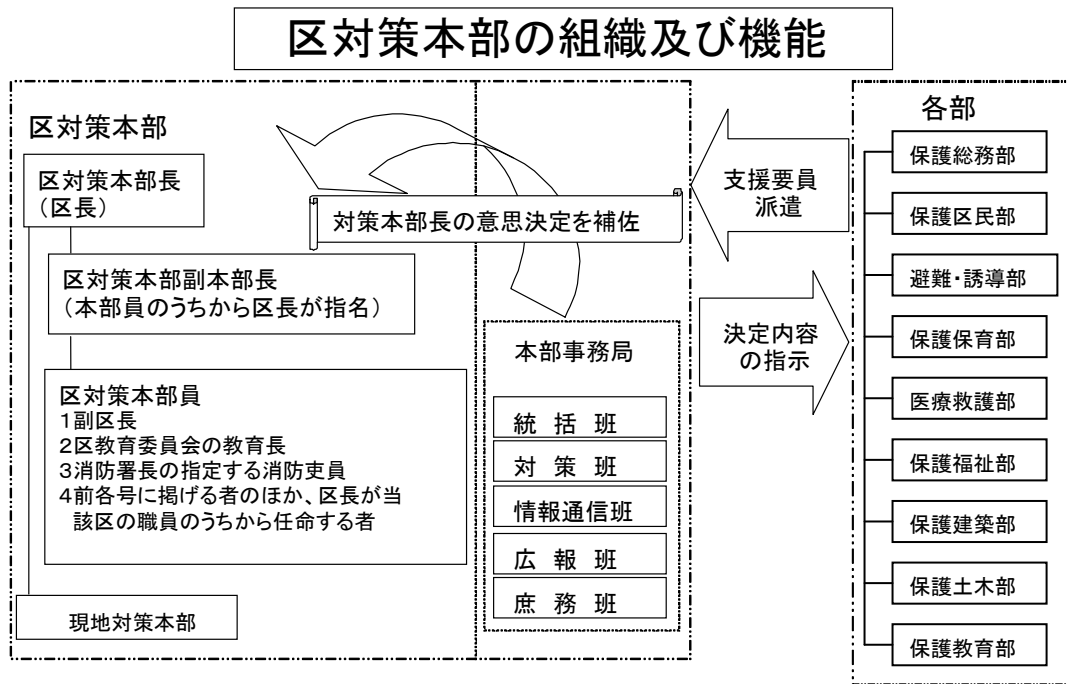 区対策本部の組織及び機能
区対策本部
区対策本部長
（区長）
区対策本部副本部長
（本部員のうちから区長が指名）
区対策本部員
1副区長
2区教育委員会の教育長
3消防署長の指定する消防吏員
4前各号に掲げる者のほか、区長が当
該区の職員のうちから任命する者
現地対策本部
対策本部長の意思決定を補佐
本部事務局
統 括 班
対 策 班
情報通信班
広 報 班
庶 務 班
支援要員
派遣
決定内容
の指示
各部
保護総務部
保護区民部
避難・誘導部
保護保育部
医療救護部
保護福祉部
保護建築部
保護土木部
保護教育部